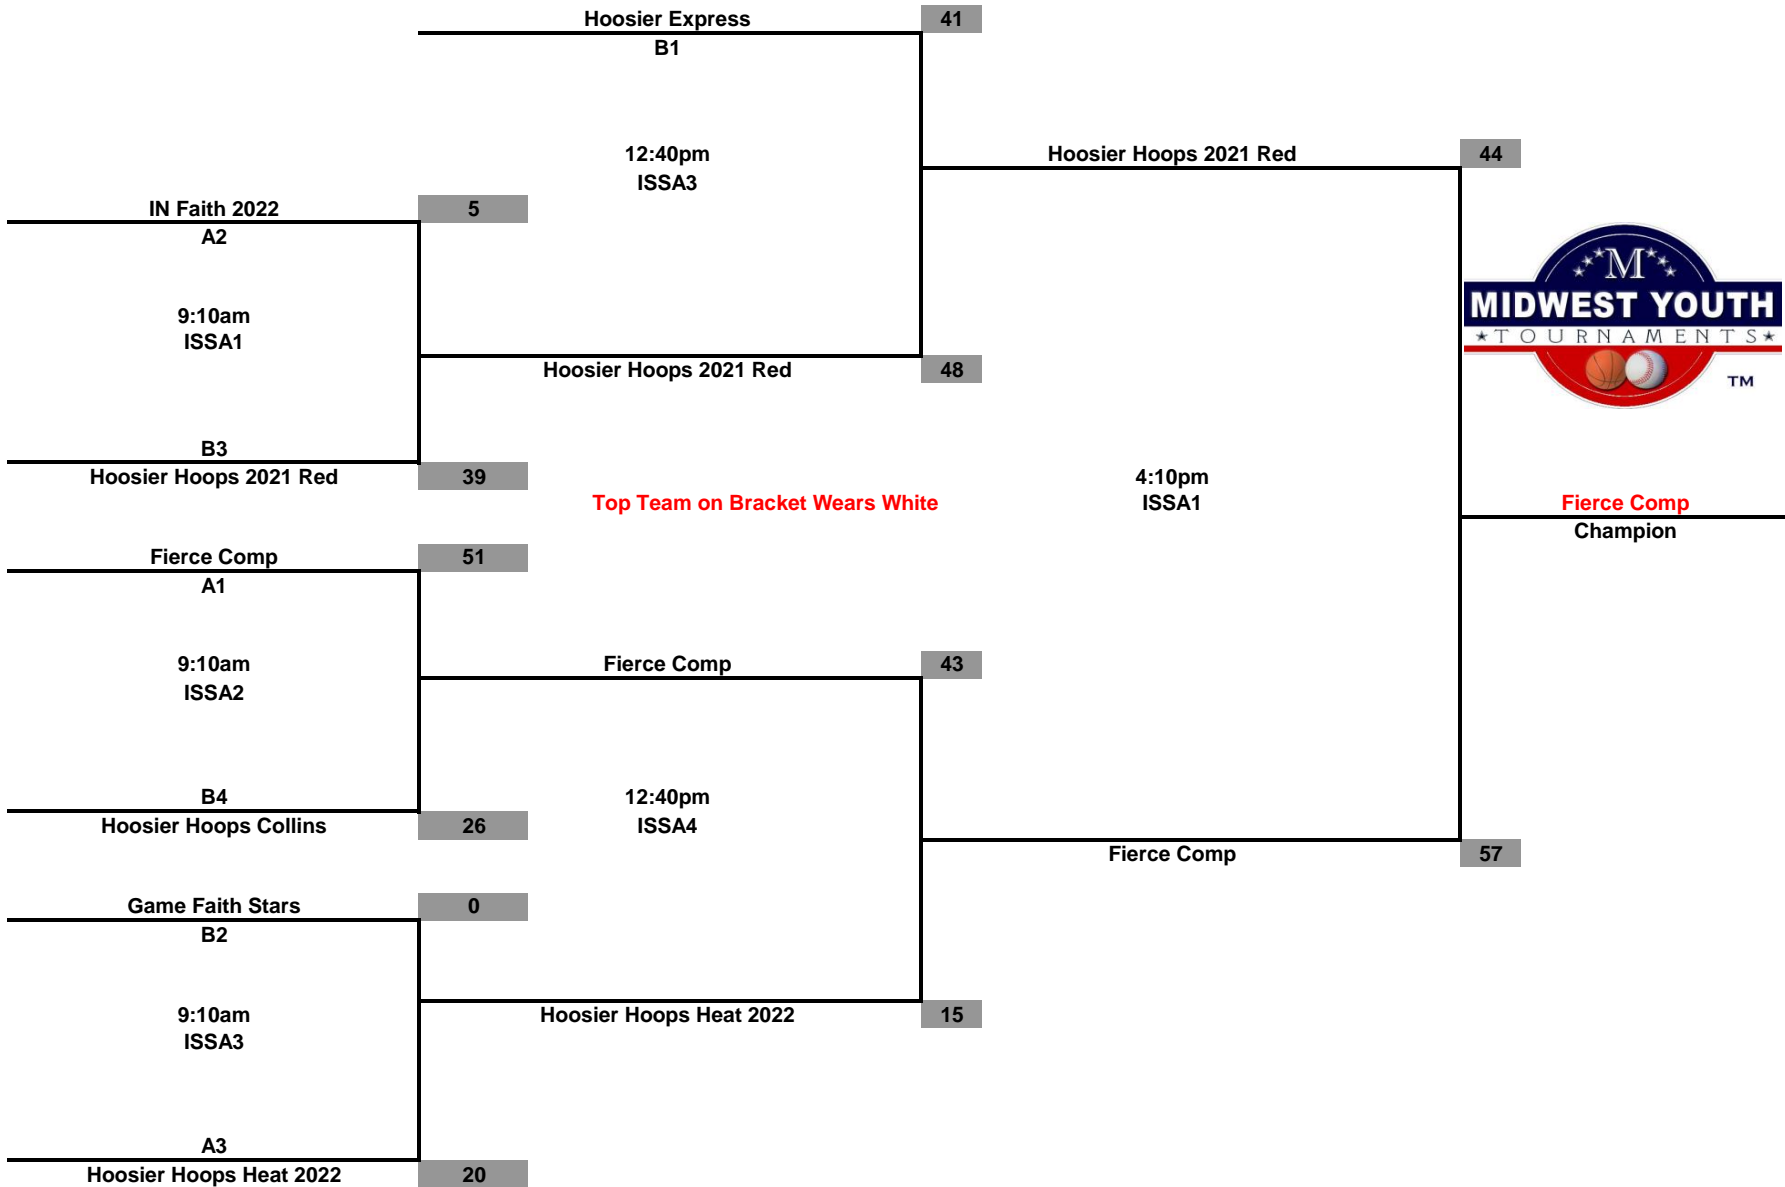 Hoosier Express 41
B1
12:40pm
ISSA3
Hoosier Hoops 2021 Red 44
IN Faith 2022 5
A2
9:10am
ISSA1
M
MIDWEST YOUTH
TOURNAMENTS
TM
Hoosier Hoops 2021 Red 48
B3
Hoosier Hoops 2021 Red 39
4:10pm
ISSA1
Top Team on Bracket Wears White
Fierce Comp
Champion
Fierce Comp 51
A1
9:10am
ISSA2
Fierce Comp 43
B4
Hoosier Hoops Collins 26
12:40pm
ISSA4
Fierce Comp 57
Game Faith Stars 0
B2
9:10am
ISSA3
Hoosier Hoops Heat 2022 15
A3
Hoosier Hoops Heat 2022 20